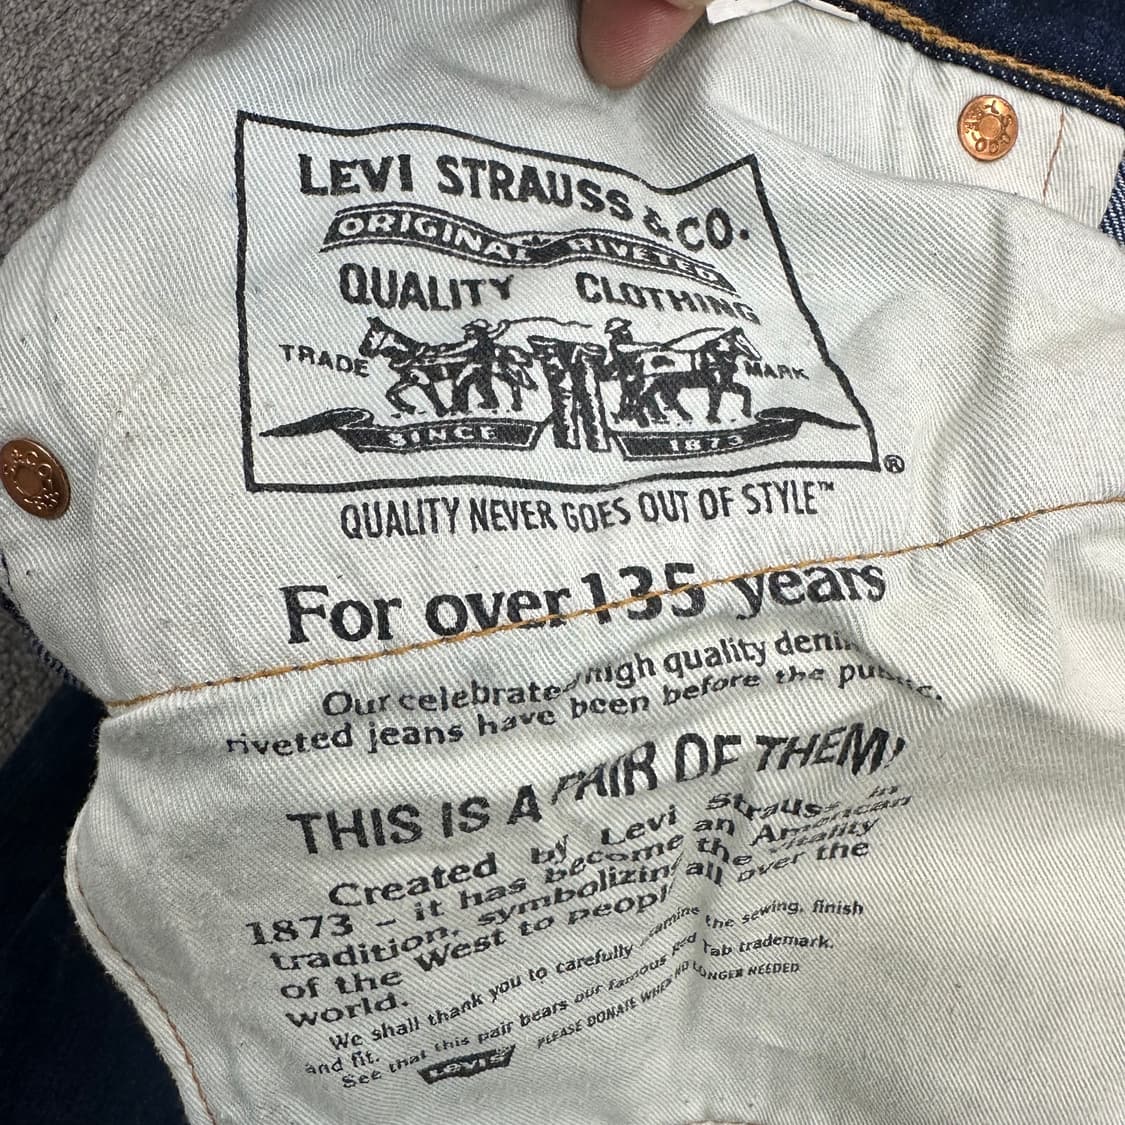 LEVI STRAUSS & CO.
ORIGINAL RIVETED
QUALITY CLOTHING
TRADE MARK
SINCE 1873
®
QUALITY NEVER GOES OUT OF STYLE™
For over 135 years
Our celebrated high quality denim
riveted jeans have been before the public.
THIS IS A PAIR OF THEM!
Created by Levi Strauss in
1873 – it has become an American
tradition, symbolizing the vitality
of the West to people all over the
world.
We shall thank you to carefully examine the sewing, finish
and fit.
See that this pair bears our famous Red Tab trademark.
Levi's PLEASE DONATE WHEN NO LONGER NEEDED